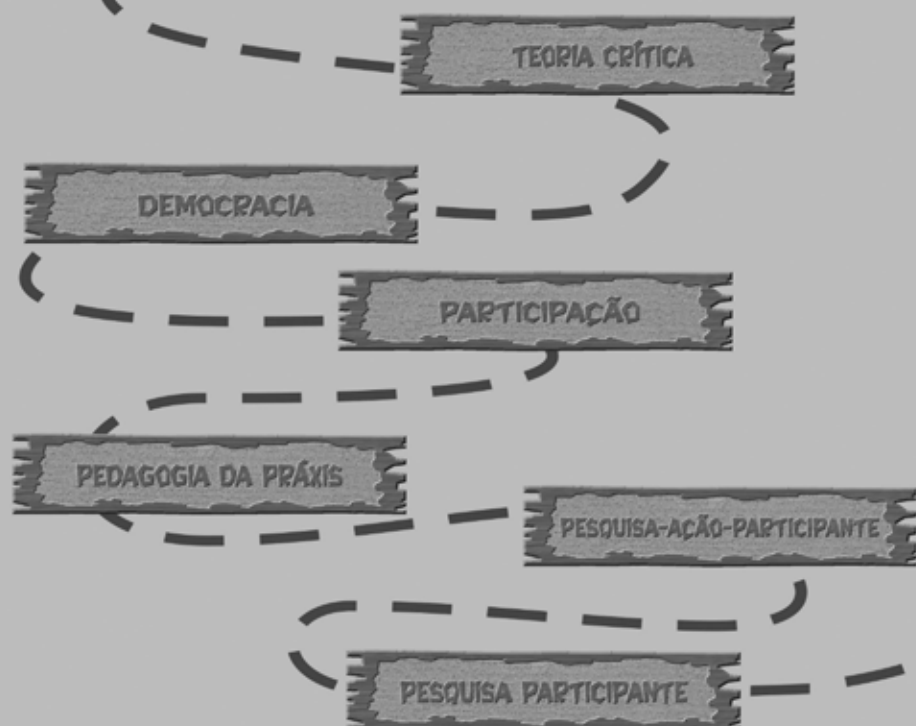 TEORIA CRÍTICA
DEMOCRACIA
PARTICIPAÇÃO
PEDAGOGIA DA PRÁXIS
PESQUISA-AÇÃO-PARTICIPANTE
PESQUISA PARTICIPANTE